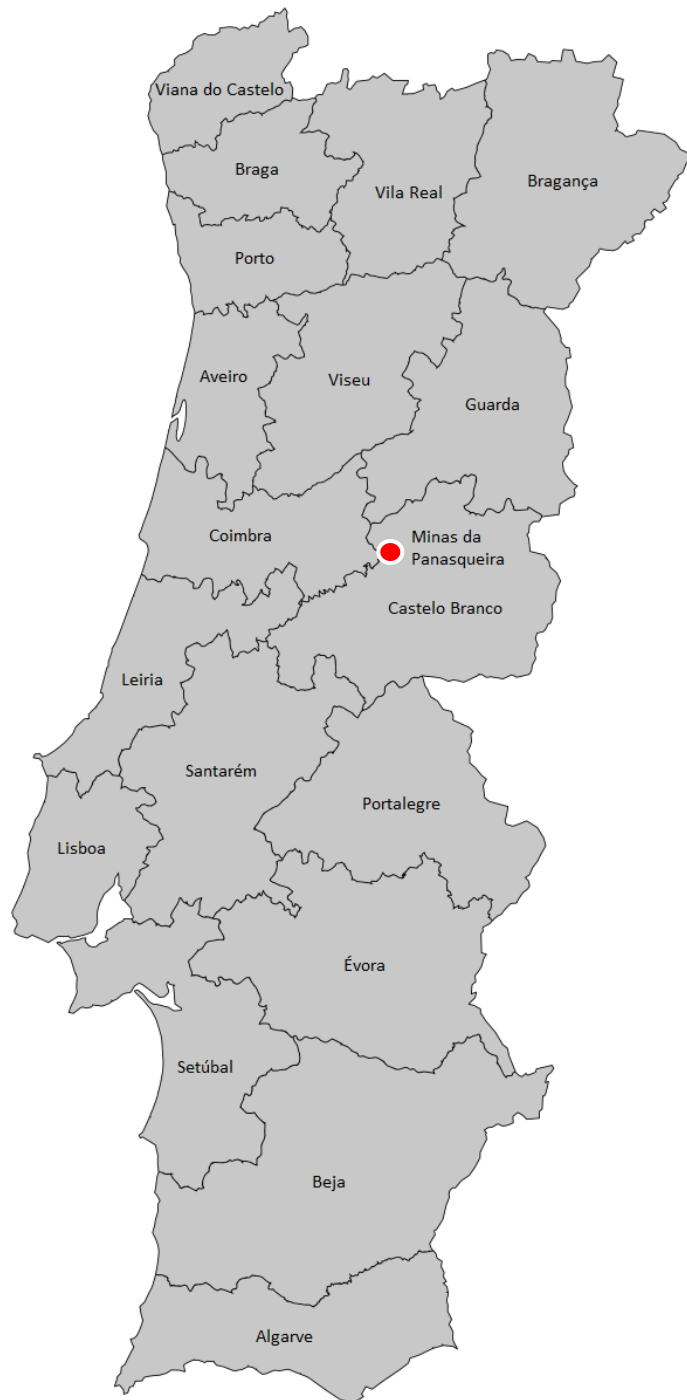 Viana do Castelo
Braga
Vila Real
Bragança
Porto
Aveiro
Viseu
Guarda
Coimbra
Minas da
Panasqueira
Castelo Branco
Leiria
Santarém
Portalegre
Lisboa
Évora
Setúbal
Beja
Algarve